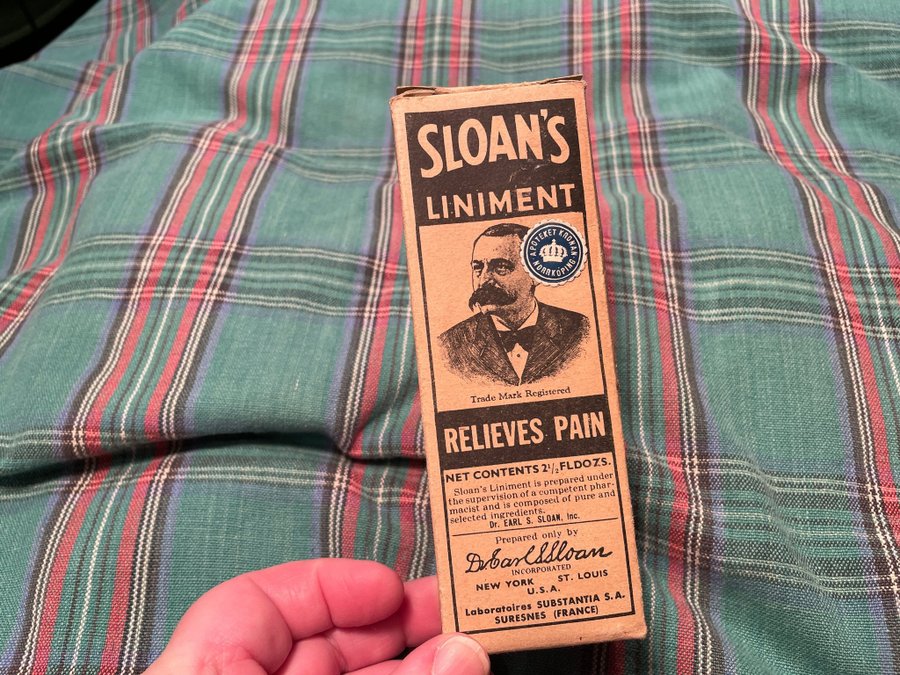 SLOAN'S
LINIMENT
APOTEKET KRONAN
NORRKÖPING
Trade Mark Registered
RELIEVES PAIN
NET CONTENTS 2½ FLDOZS.
Sloan's Liniment is prepared under
the supervision of a competent phar-
macist and is composed of pure and
selected ingredients.
Dr. EARL S. SLOAN, Inc.
Prepared only by
Dr Earl S Sloan
INCORPORATED
NEW YORK ST. LOUIS
U.S.A.
Laboratoires SUBSTANTIA S.A.
SURESNES (FRANCE)